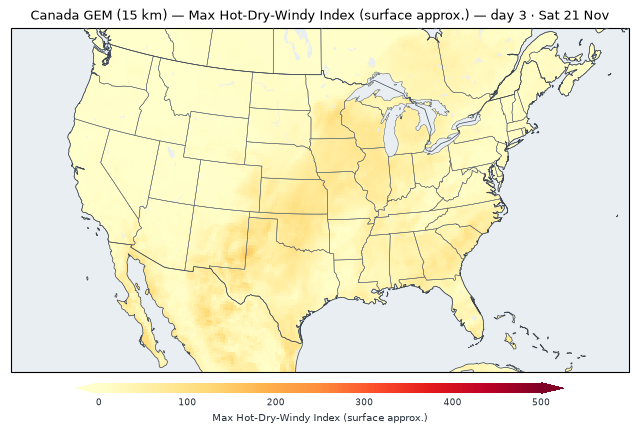 Canada GEM (15 km) — Max Hot-Dry-Windy Index (surface approx.) — day 3 · Sat 21 Nov
0 100 200 300 400 500
Max Hot-Dry-Windy Index (surface approx.)